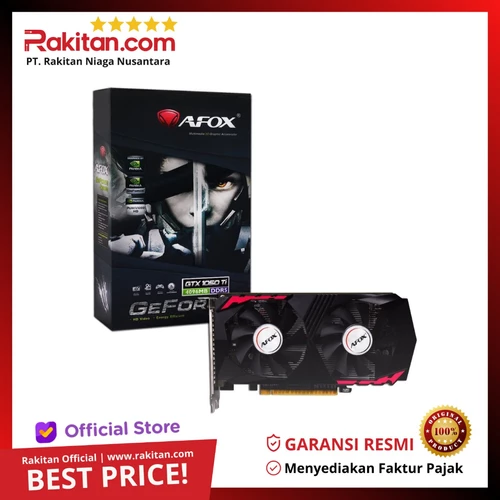 Rakitan.com
PT. Rakitan Niaga Nusantara
AFOX
GTX 1050 Ti
4096MB DDR5
GEFORCE
AFOX
AFOX
Official Store
Rakitan Official | www.rakitan.com
BEST PRICE!
GARANSI RESMI
Menyediakan Faktur Pajak
ORIGINAL
100%
PRODUCT